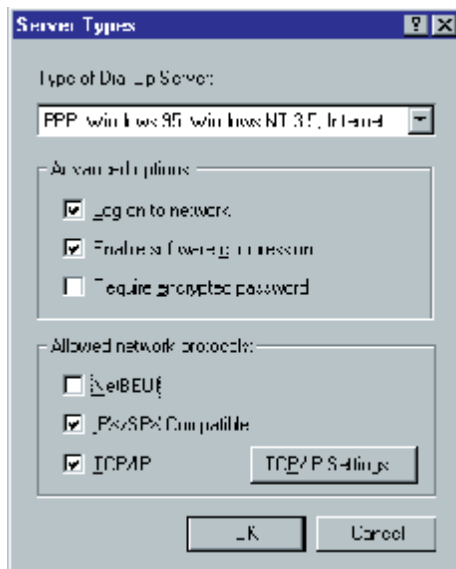 Server Types
Type of Dial-Up Server:
PPP: Windows 95, Windows NT 3.5, Internet
Advanced options:
Log on to network
Enable software compression
Require encrypted password
Allowed network protocols:
NetBEUI
IPX/SPX Compatible
TCP/IP
TCP/IP Settings...
OK
Cancel